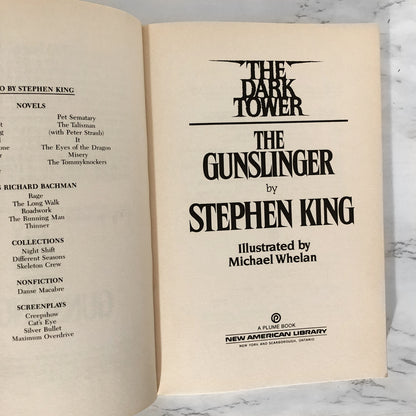 O BY STEPHEN KING
NOVELS
Pet Sematary
The Talisman
(with Peter Straub)
It
The Eyes of the Dragon
Misery
The Tommyknockers
RICHARD BACHMAN
Rage
The Long Walk
Roadwork
The Running Man
Thinner
COLLECTIONS
Night Shift
Different Seasons
Skeleton Crew
NONFICTION
Danse Macabre
SCREENPLAYS
Creepshow
Cat's Eye
Silver Bullet
Maximum Overdrive
THE
DARK
TOWER
THE
GUNSLINGER
by
STEPHEN KING
Illustrated by
Michael Whelan
A PLUME BOOK
NEW AMERICAN LIBRARY
NEW YORK AND SCARBOROUGH, ONTARIO